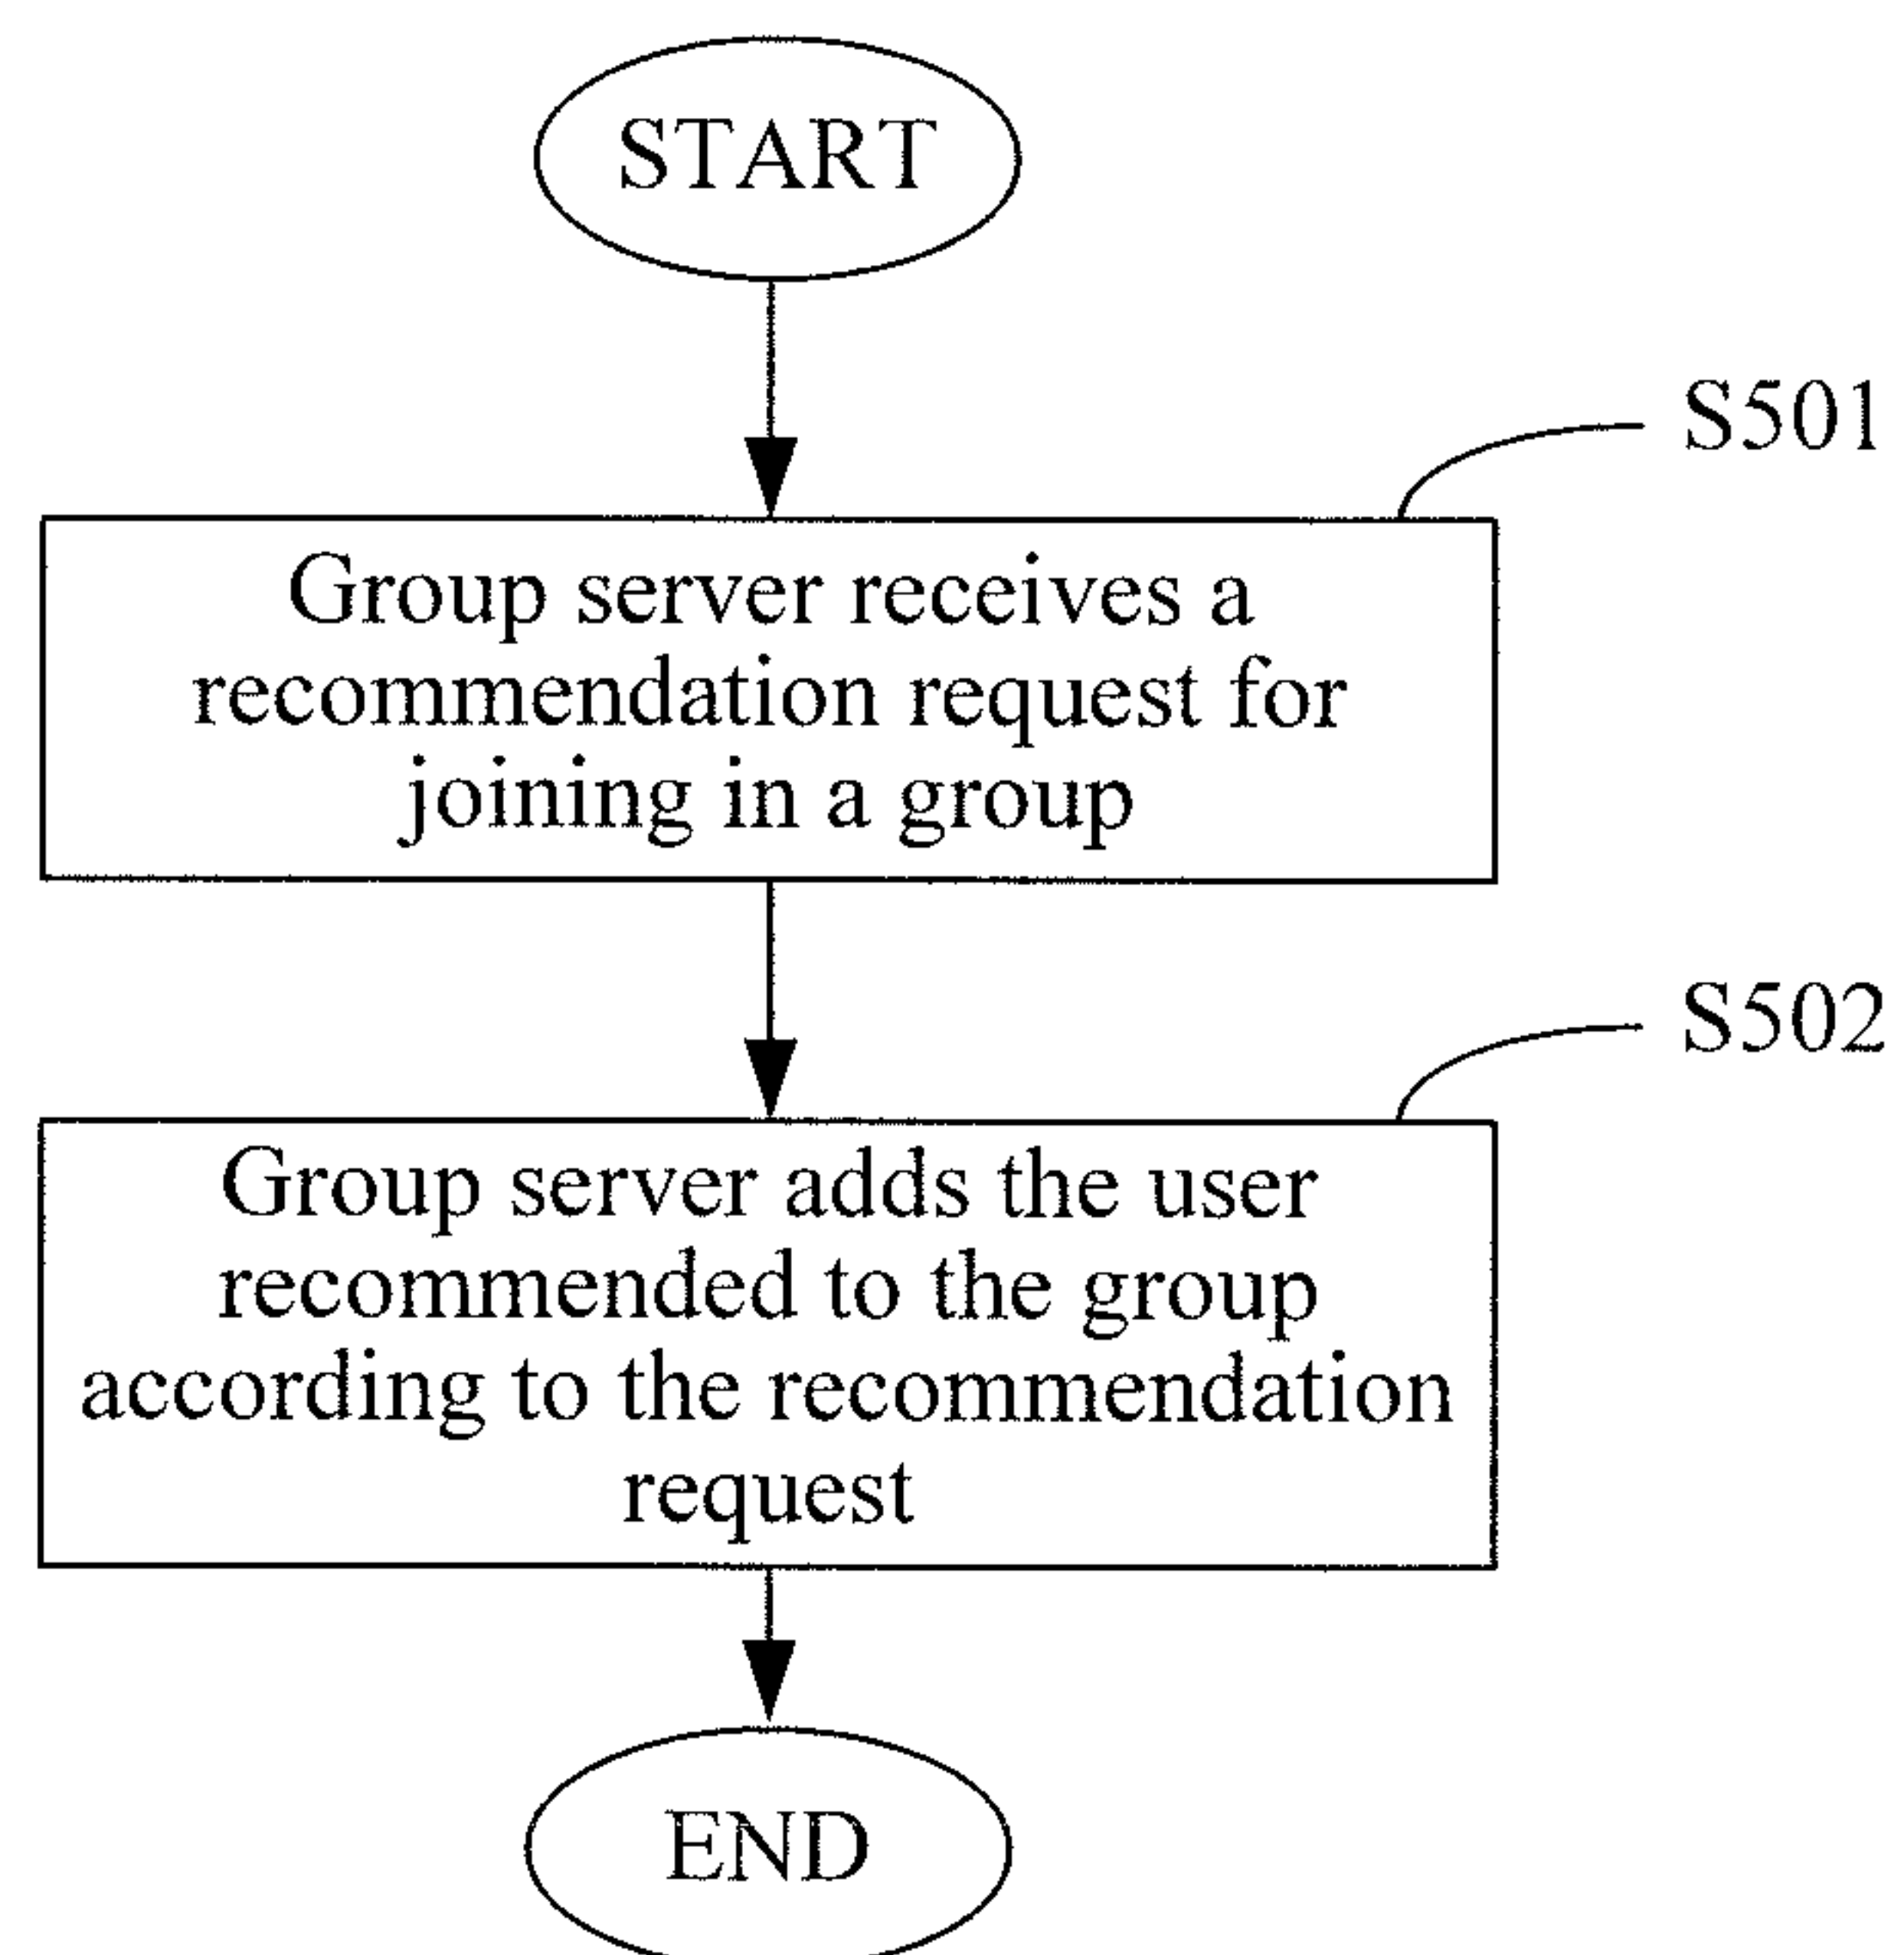 START
S501
Group server receives a
recommendation request for
joining in a group
S502
Group server adds the user
recommended to the group
according to the recommendation
request
END